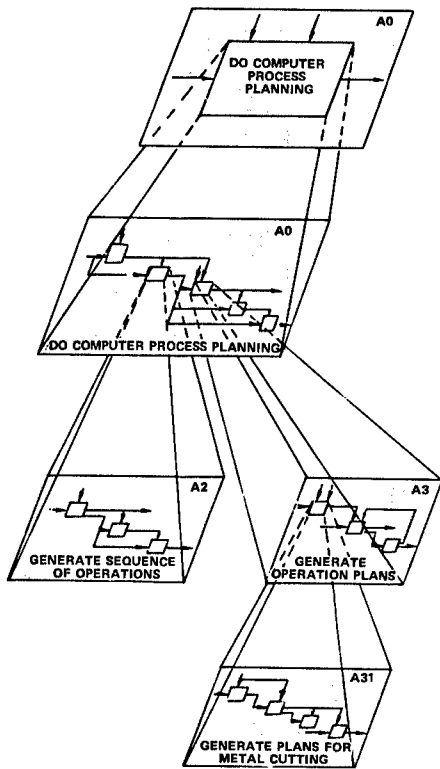 A0
DO COMPUTER
PROCESS
PLANNING
A0
DO COMPUTER PROCESS PLANNING
A2
GENERATE SEQUENCE
OF OPERATIONS
A3
GENERATE
OPERATION PLANS
A31
GENERATE PLANS FOR
METAL CUTTING